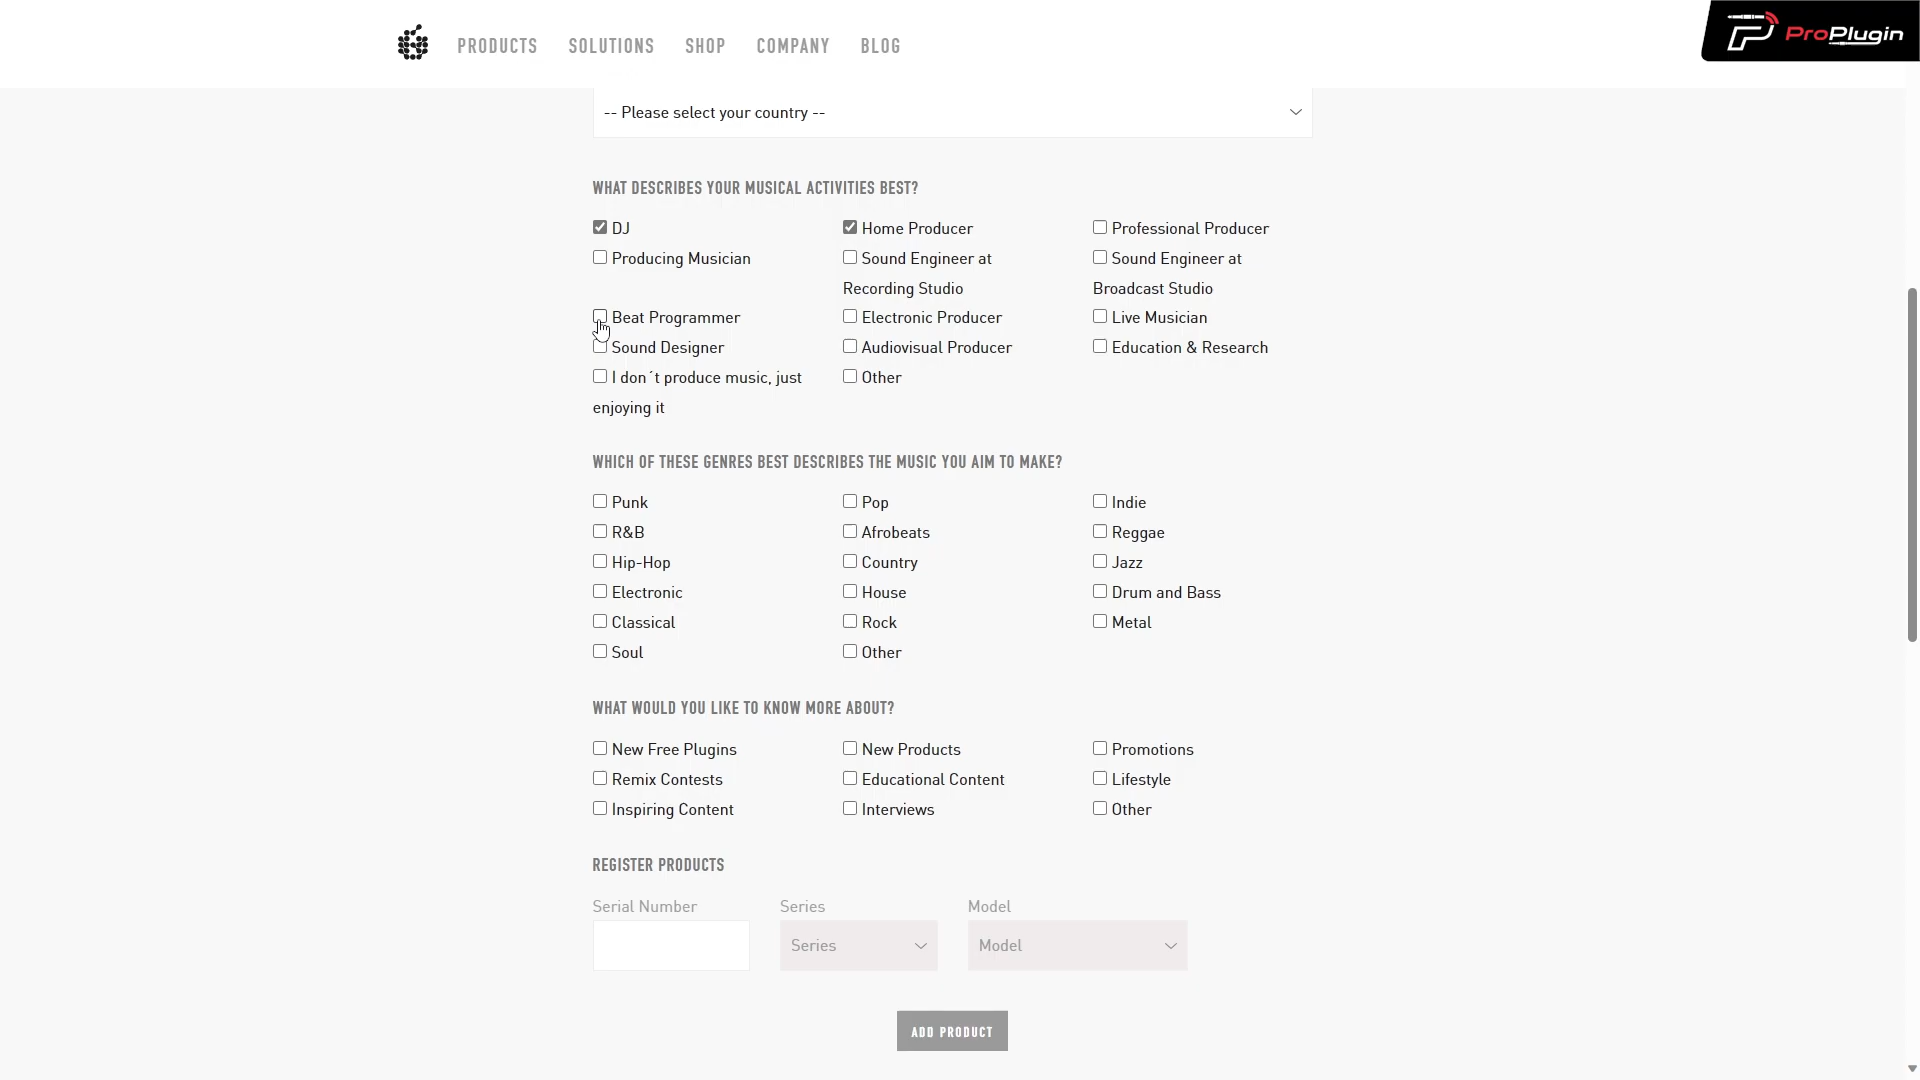 PRODUCTS SOLUTIONS SHOP COMPANY BLOG
ProPlugin
-- Please select your country --
WHAT DESCRIBES YOUR MUSICAL ACTIVITIES BEST?
DJ Home Producer Professional Producer
Producing Musician Sound Engineer at Sound Engineer at
Recording Studio Broadcast Studio
Beat Programmer Electronic Producer Live Musician
Sound Designer Audiovisual Producer Education & Research
I don´t produce music, just Other
enjoying it
WHICH OF THESE GENRES BEST DESCRIBES THE MUSIC YOU AIM TO MAKE?
Punk Pop Indie
R&B Afrobeats Reggae
Hip-Hop Country Jazz
Electronic House Drum and Bass
Classical Rock Metal
Soul Other
WHAT WOULD YOU LIKE TO KNOW MORE ABOUT?
New Free Plugins New Products Promotions
Remix Contests Educational Content Lifestyle
Inspiring Content Interviews Other
REGISTER PRODUCTS
Serial Number Series Model
Series Model
ADD PRODUCT